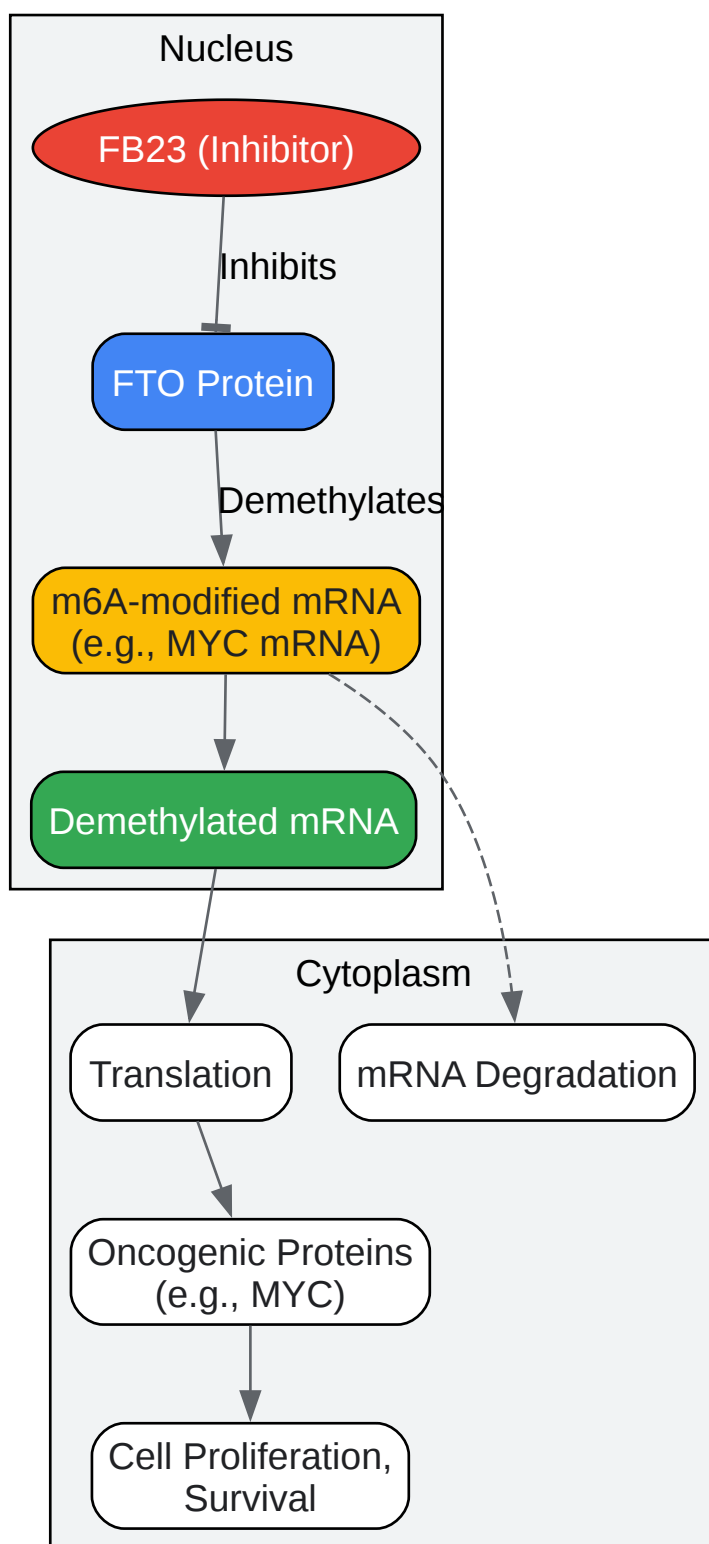 Nucleus
FB23 (Inhibitor)
Inhibits
FTO Protein
Demethylates
m6A-modified mRNA
(e.g., MYC mRNA)
Demethylated mRNA
Cytoplasm
Translation
mRNA Degradation
Oncogenic Proteins
(e.g., MYC)
Cell Proliferation,
Survival